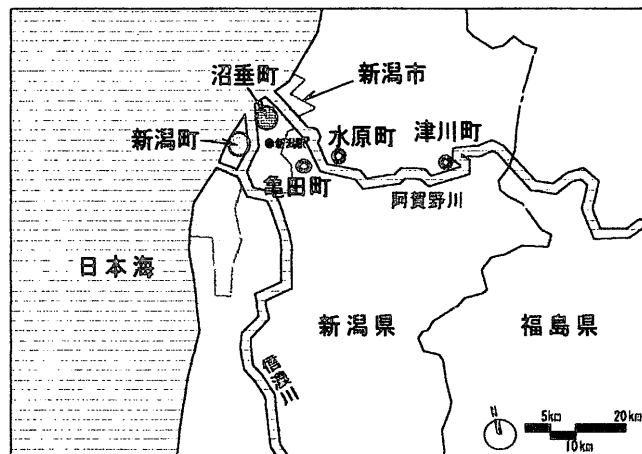 沼垂町
新潟市
新潟町
水原町
津川町
亀田町
阿賀野川
日本海
新潟県
福島県
信濃川
N
5km
20km
10km